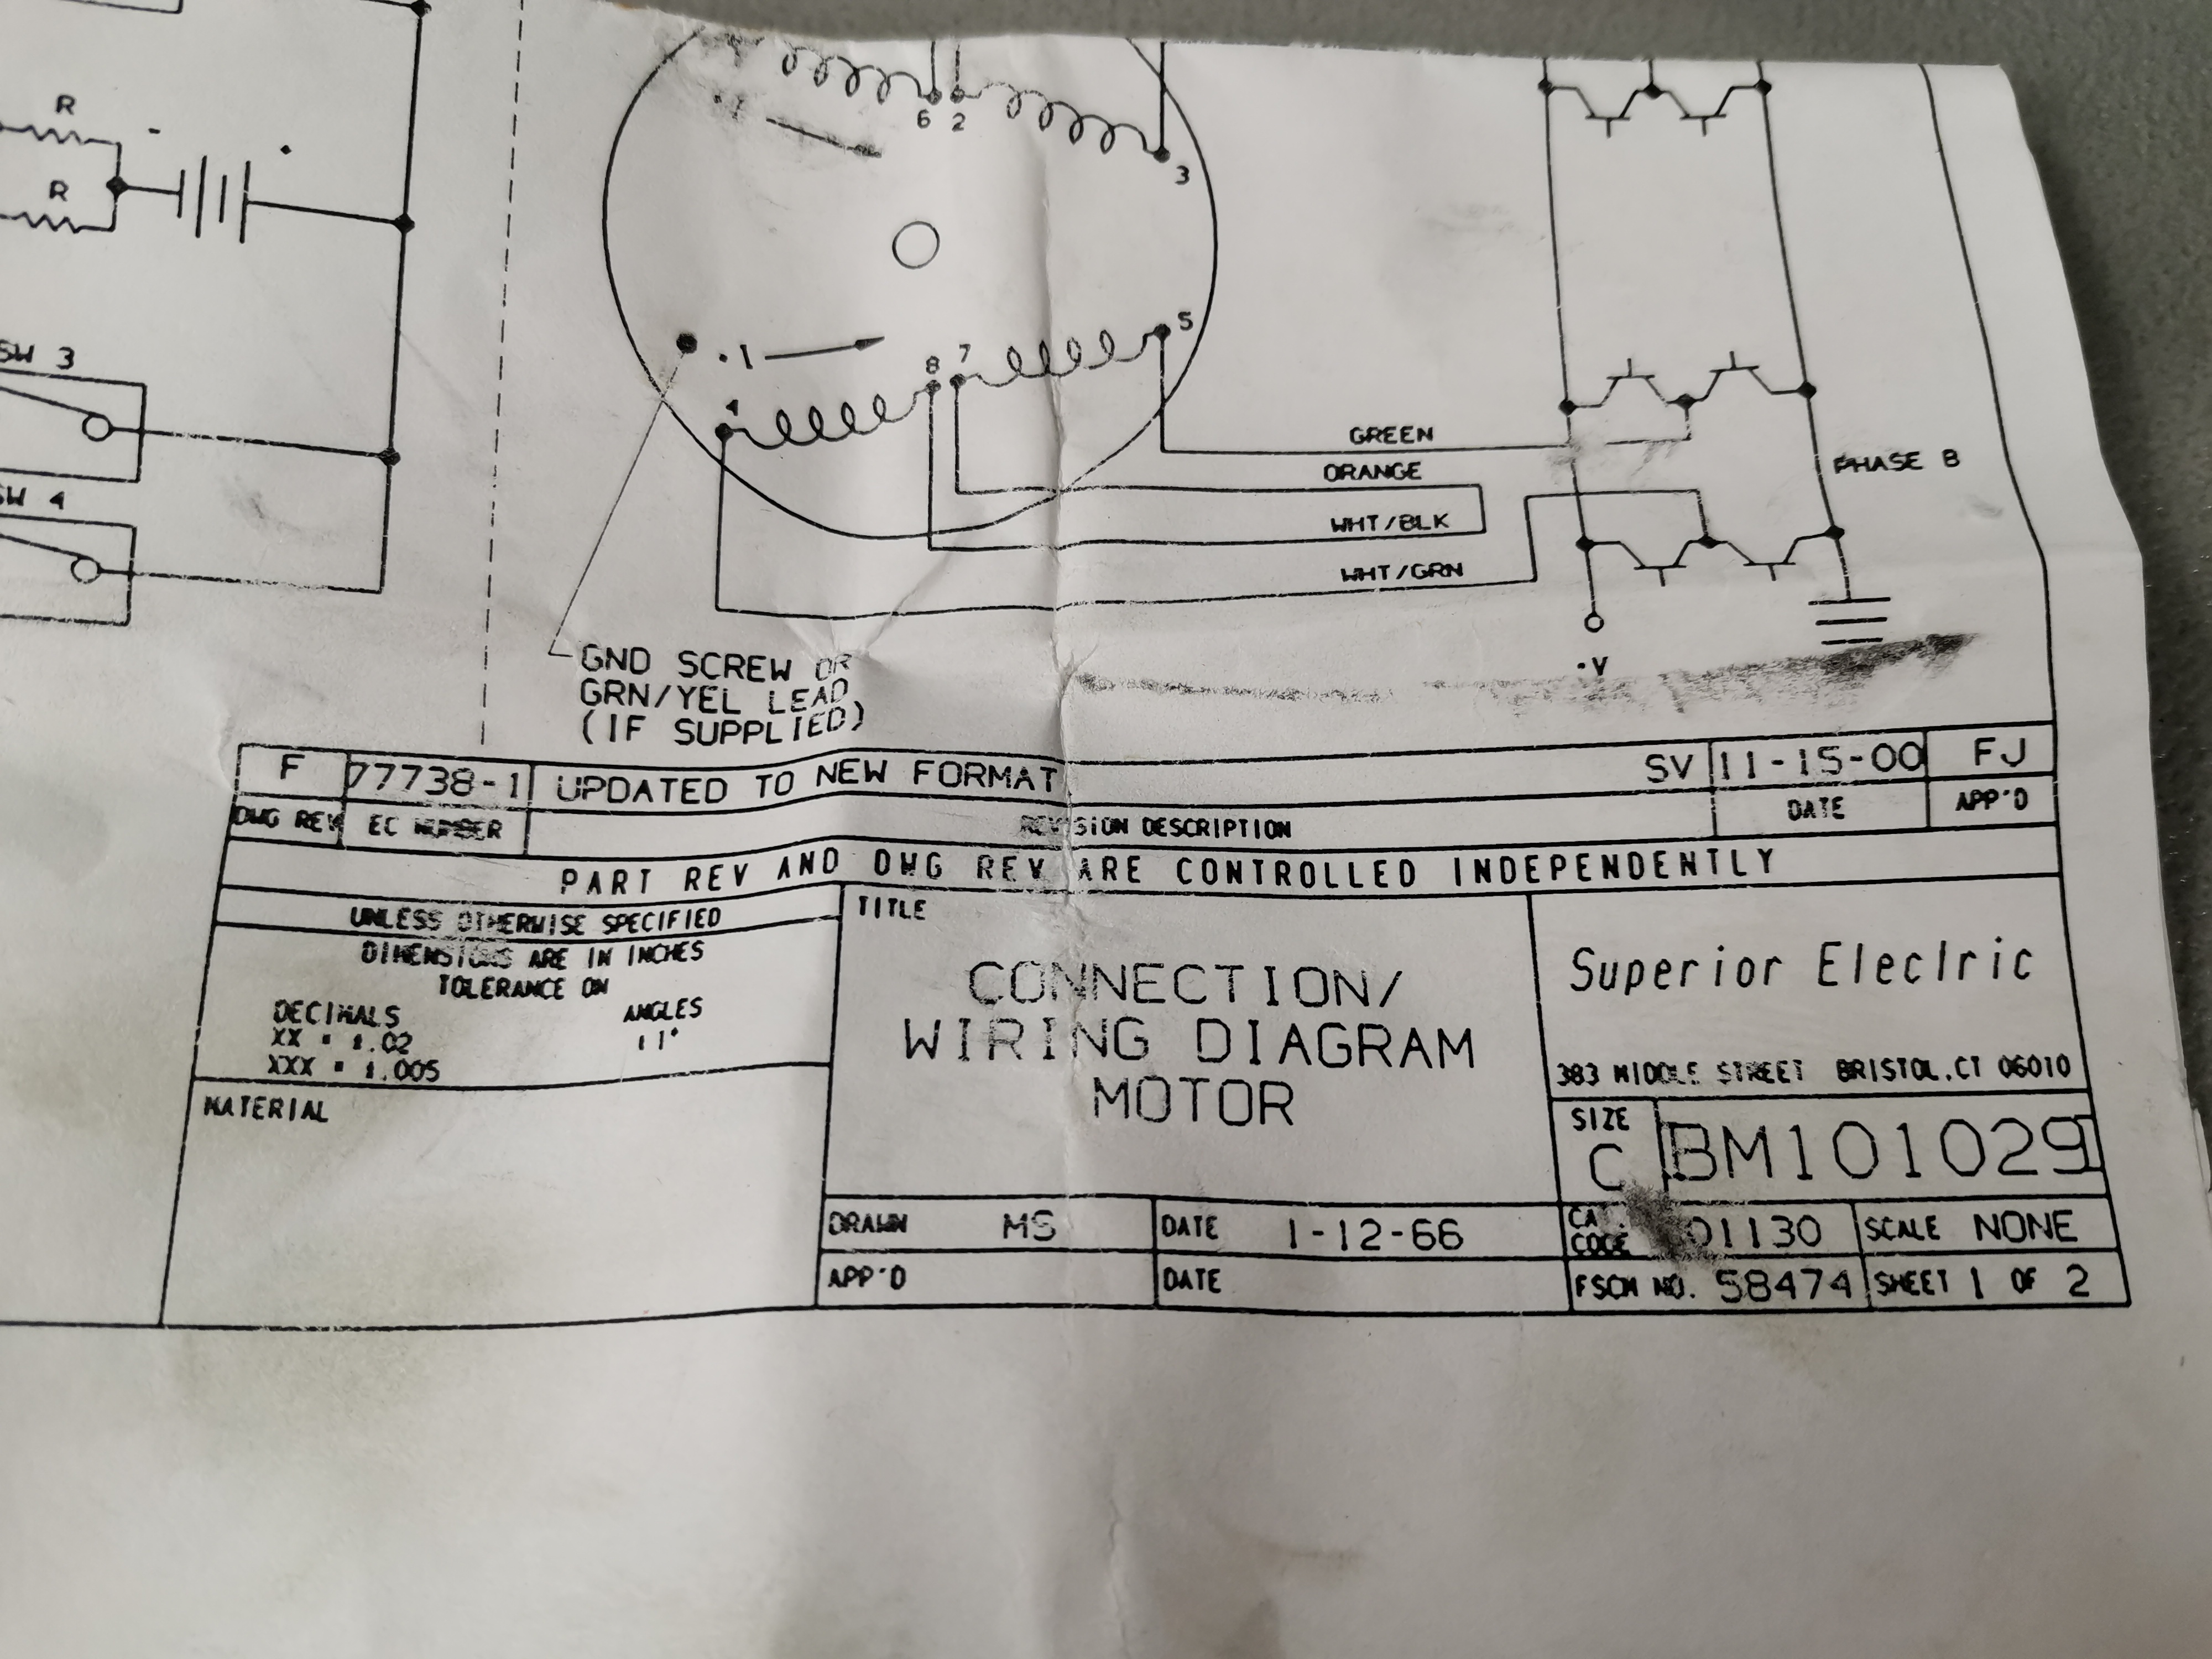 R
-
R
SW 3
SW 4
6 2
3
5
8 7
4
GREEN
ORANGE
WHT/BLK
WHT/GRN
PHASE B
GND SCREW OR
GRN/YEL LEAD
(IF SUPPLIED)
F 77738-1 UPDATED TO NEW FORMAT SV 11-15-00 FJ
DWG REV EC NUMBER REVISION DESCRIPTION DATE APP'D
PART REV AND DWG REV ARE CONTROLLED INDEPENDENTLY
UNLESS OTHERWISE SPECIFIED
DIMENSIONS ARE IN INCHES
TOLERANCE ON
DECIMALS ANGLES
XX = ±.02 ±1°
XXX = ±.005
MATERIAL
TITLE
CONNECTION/
WIRING DIAGRAM
MOTOR
Superior Electric
383 MIDDLE STREET BRISTOL, CT 06010
SIZE
C BM101029
DRAWN MS DATE 1-12-66
APP'D DATE
CAT.
CODE 01130 SCALE NONE
FSCM NO. 58474 SHEET 1 OF 2